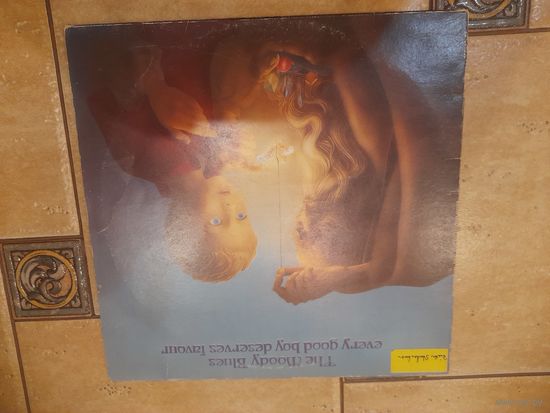 The Moody Blues
every good boy deserves favour